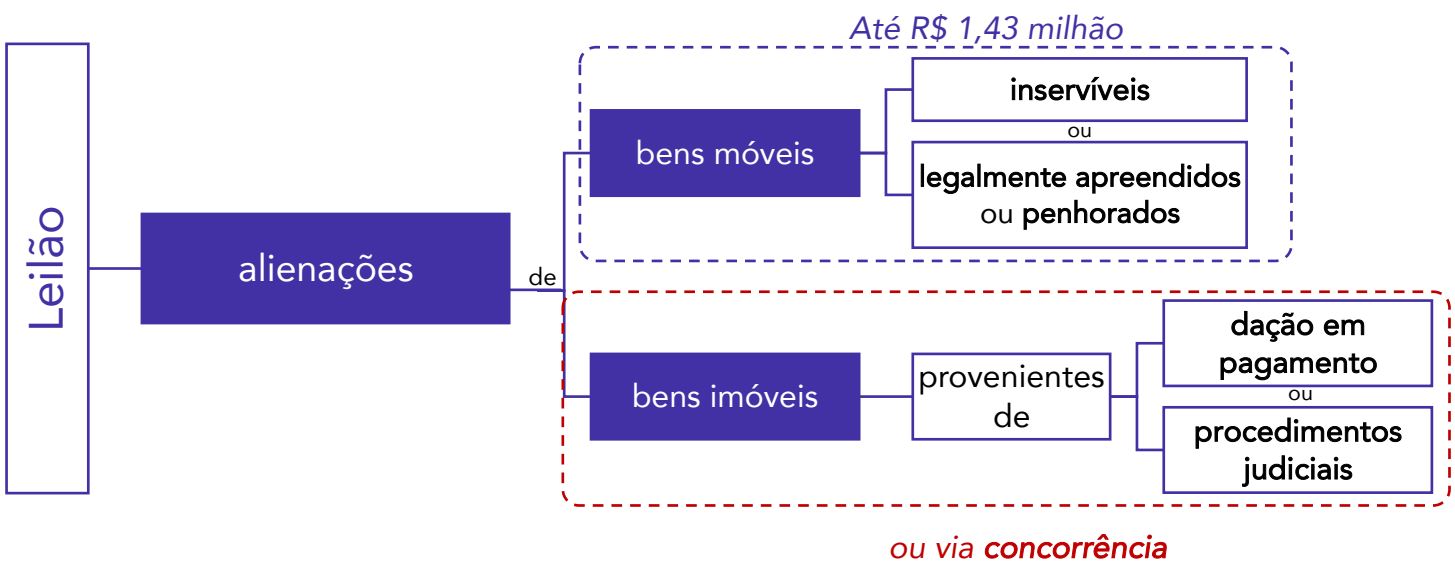 Até R$ 1,43 milhão
inservíveis
ou
bens móveis
legalmente apreendidos
ou penhorados
Leilão
alienações
de
dação em
pagamento
ou
bens imóveis
provenientes
de
procedimentos
judiciais
ou via concorrência